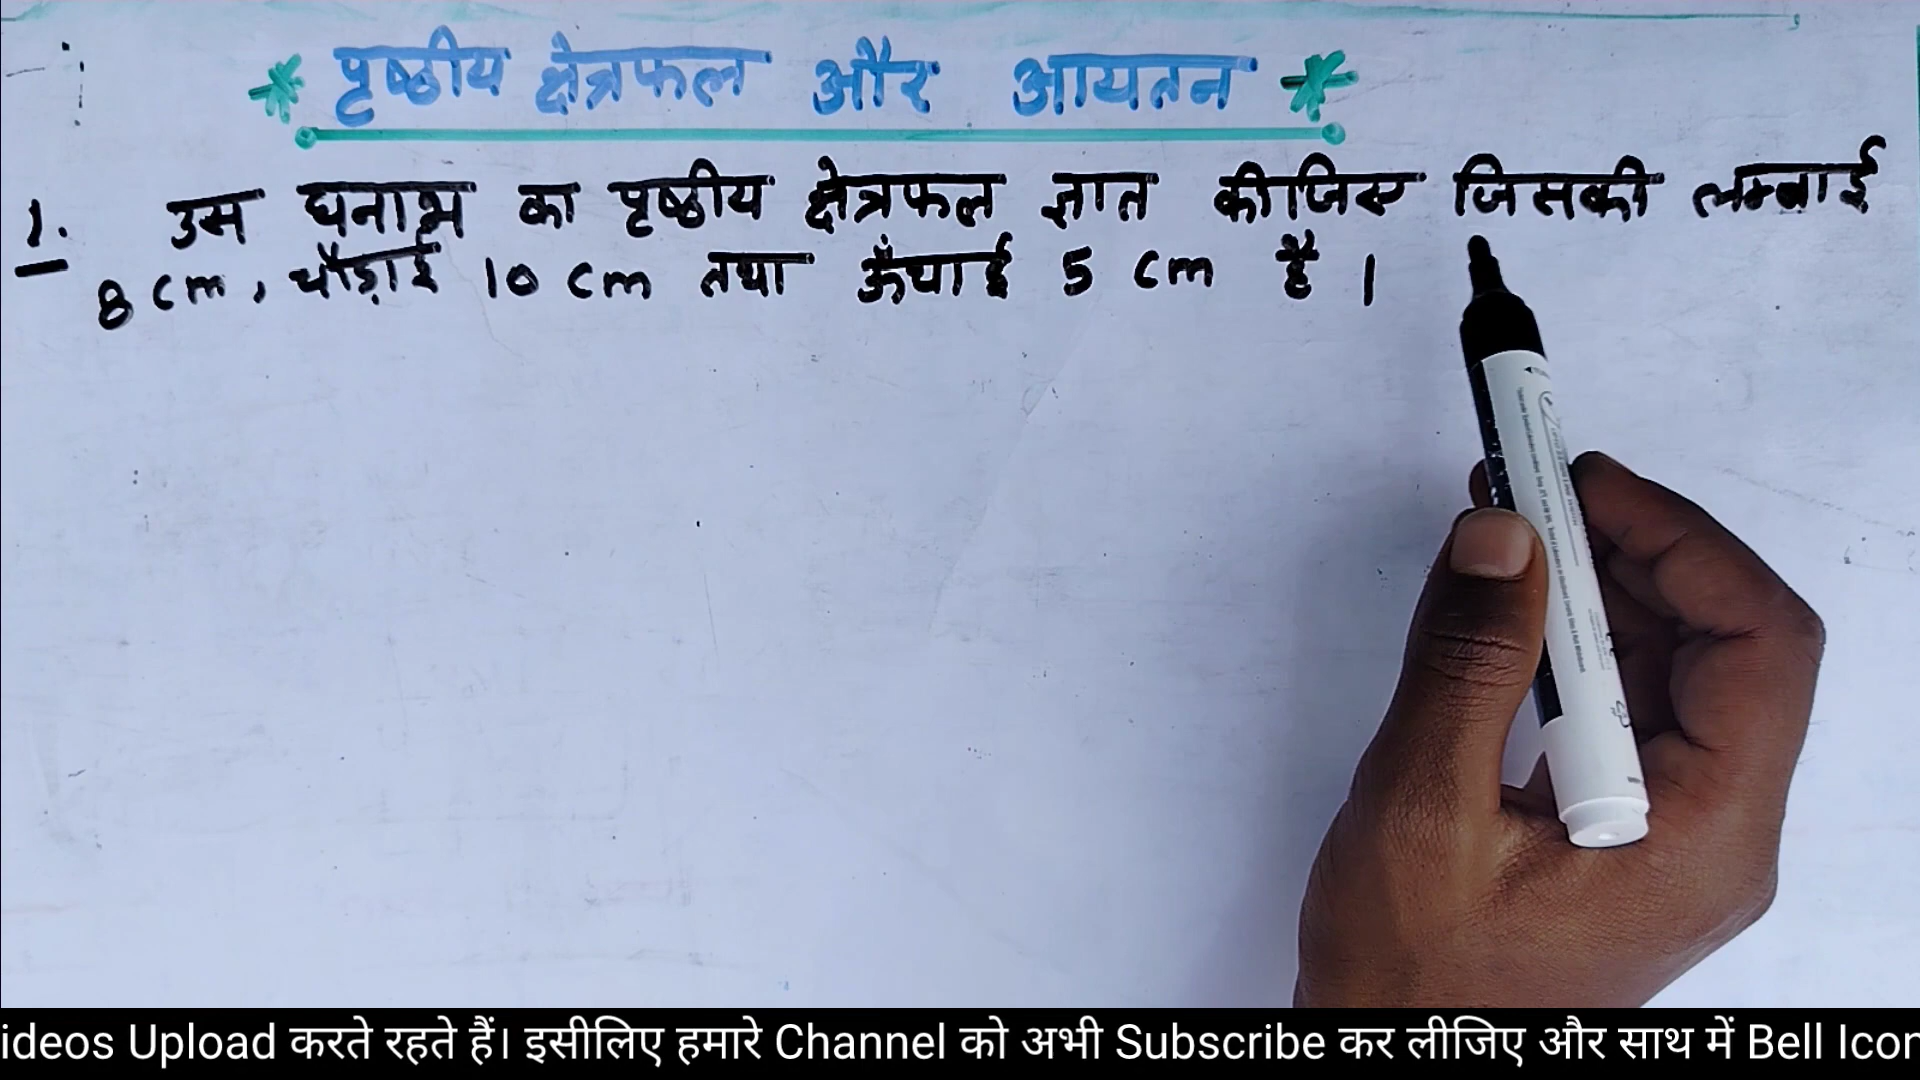 * पृष्ठीय क्षेत्रफल और आयतन *
1. उस घनाभ का पृष्ठीय क्षेत्रफल ज्ञात कीजिए जिसकी लम्बाई
8 cm, चौड़ाई 10 cm तथा ऊँचाई 5 cm है ।
ideos Upload करते रहते हैं। इसीलिए हमारे Channel को अभी Subscribe कर लीजिए और साथ में Bell Icon